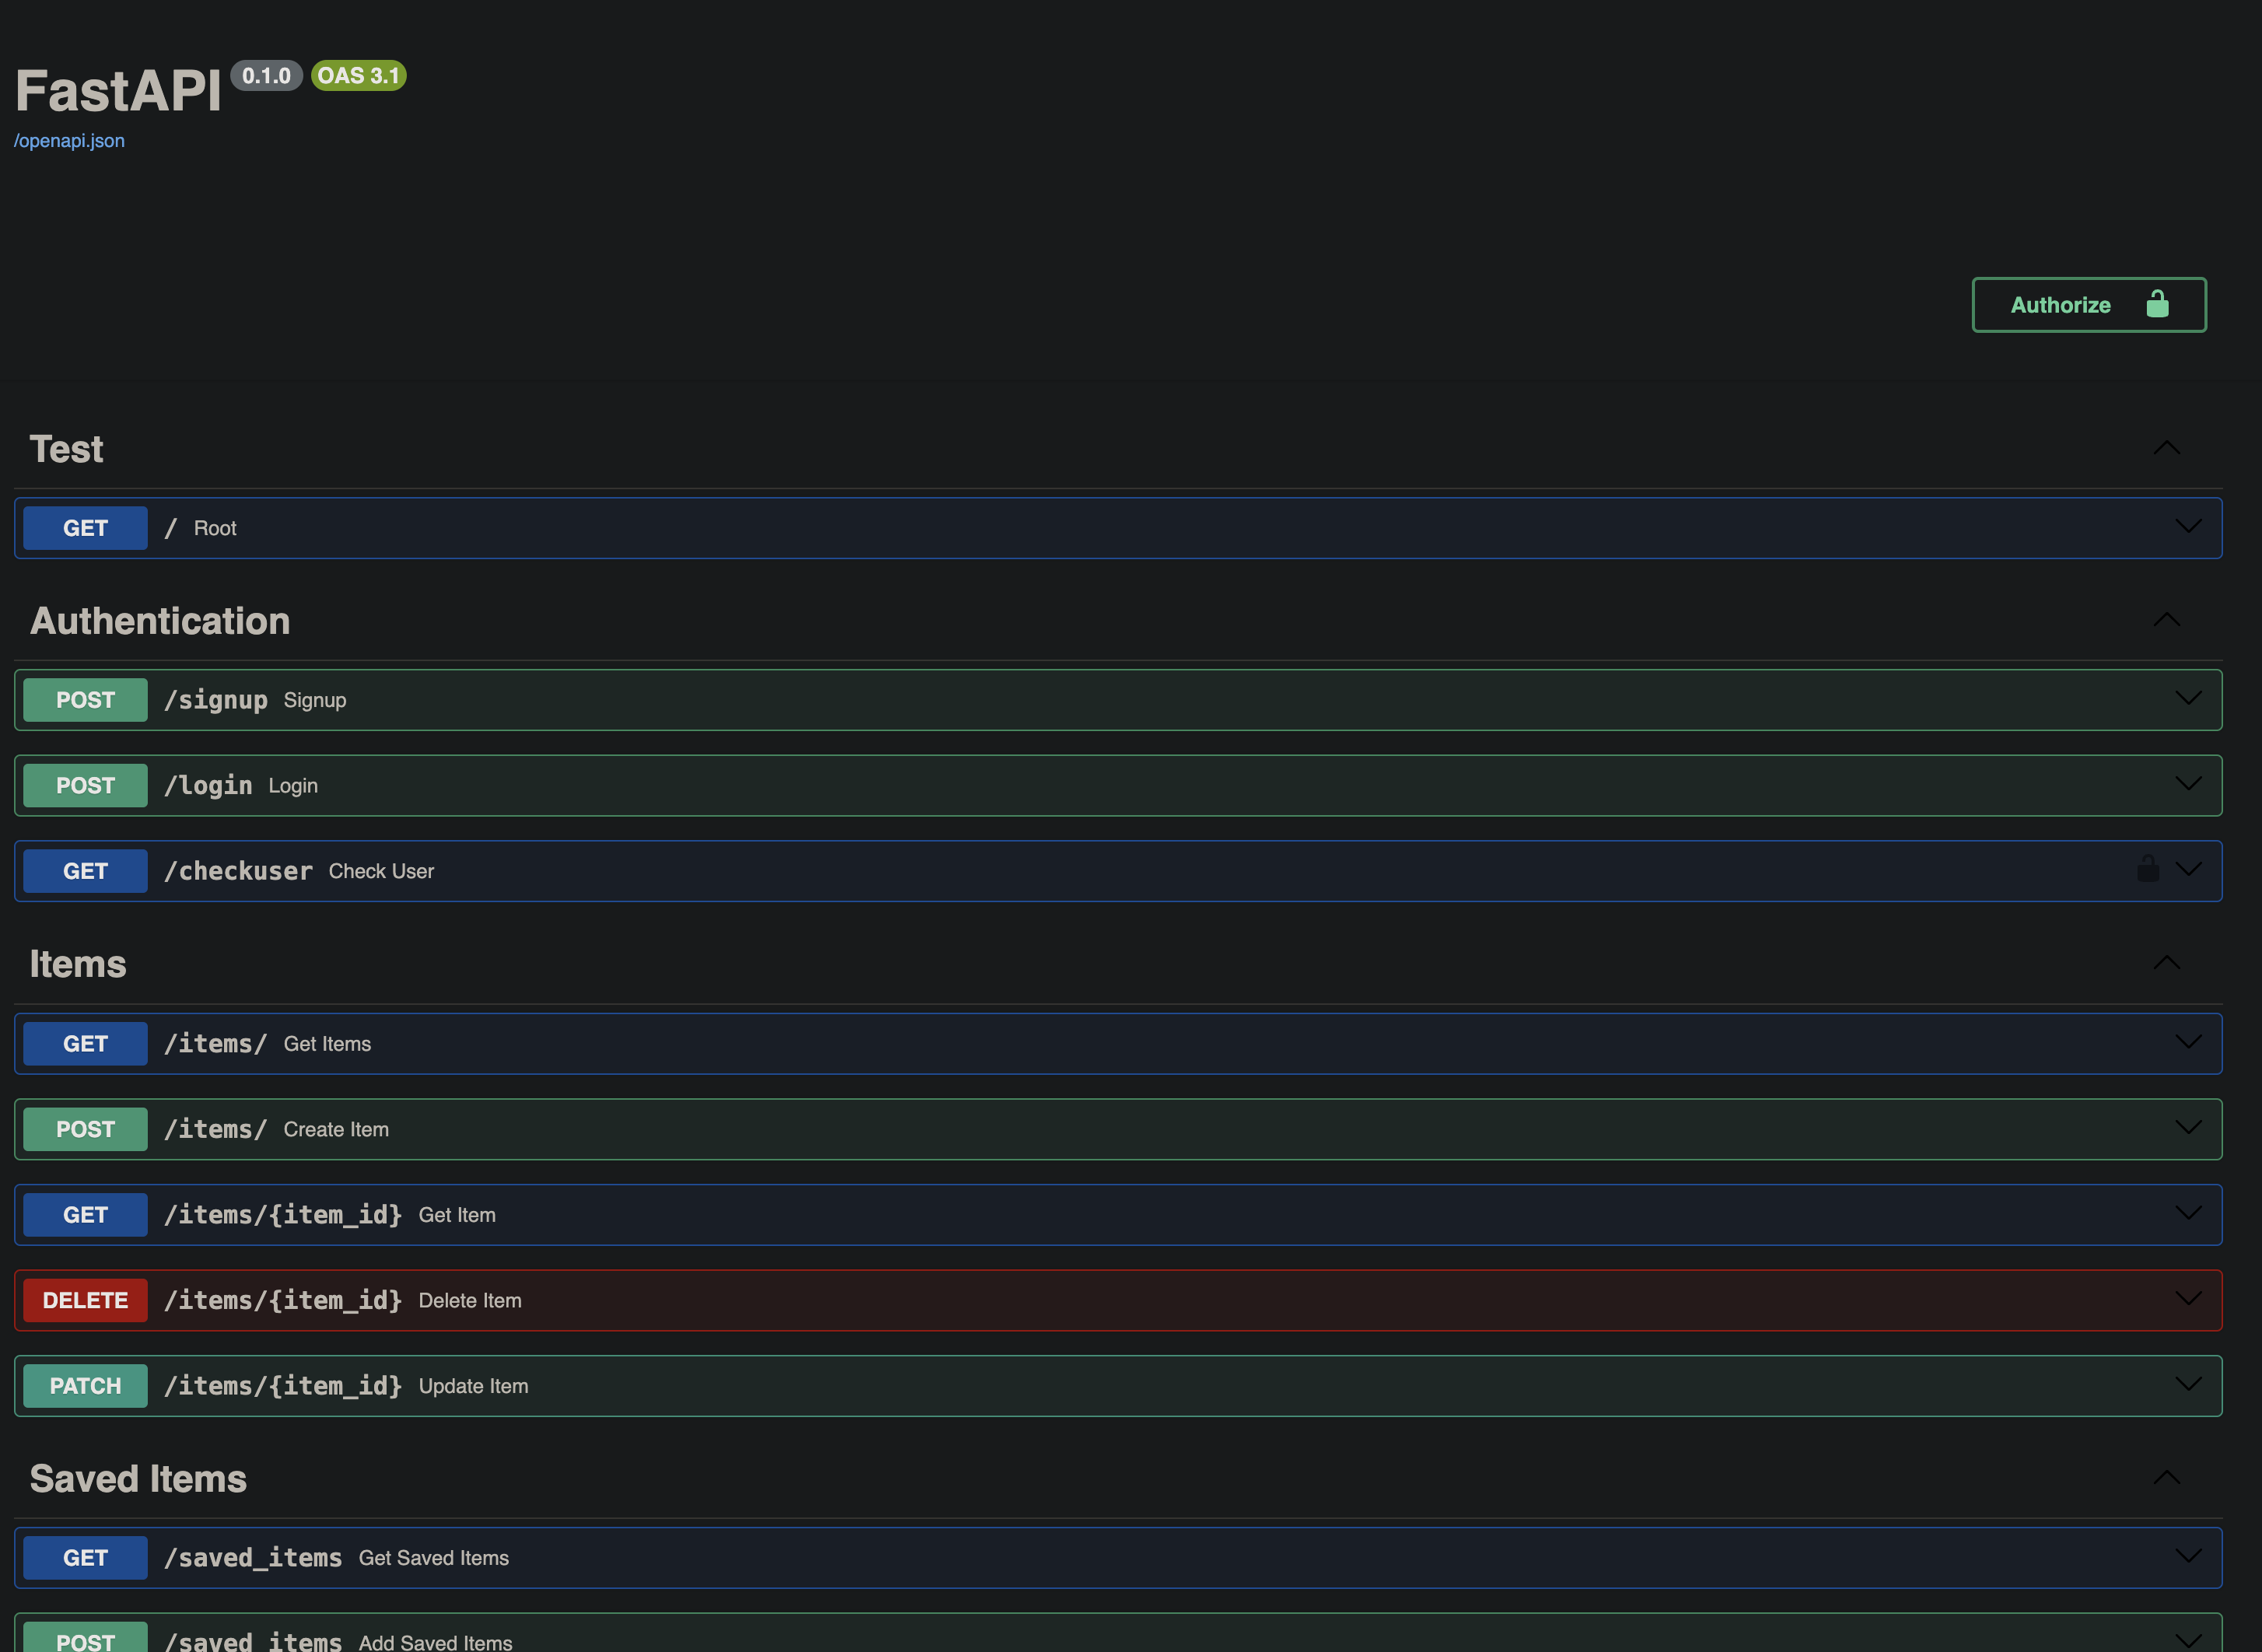 FastAPI 0.1.0 OAS 3.1
/openapi.json
Authorize
Test
GET / Root
Authentication
POST /signup Signup
POST /login Login
GET /checkuser Check User
Items
GET /items/ Get Items
POST /items/ Create Item
GET /items/{item_id} Get Item
DELETE /items/{item_id} Delete Item
PATCH /items/{item_id} Update Item
Saved Items
GET /saved_items Get Saved Items
POST /saved_items Add Saved Items